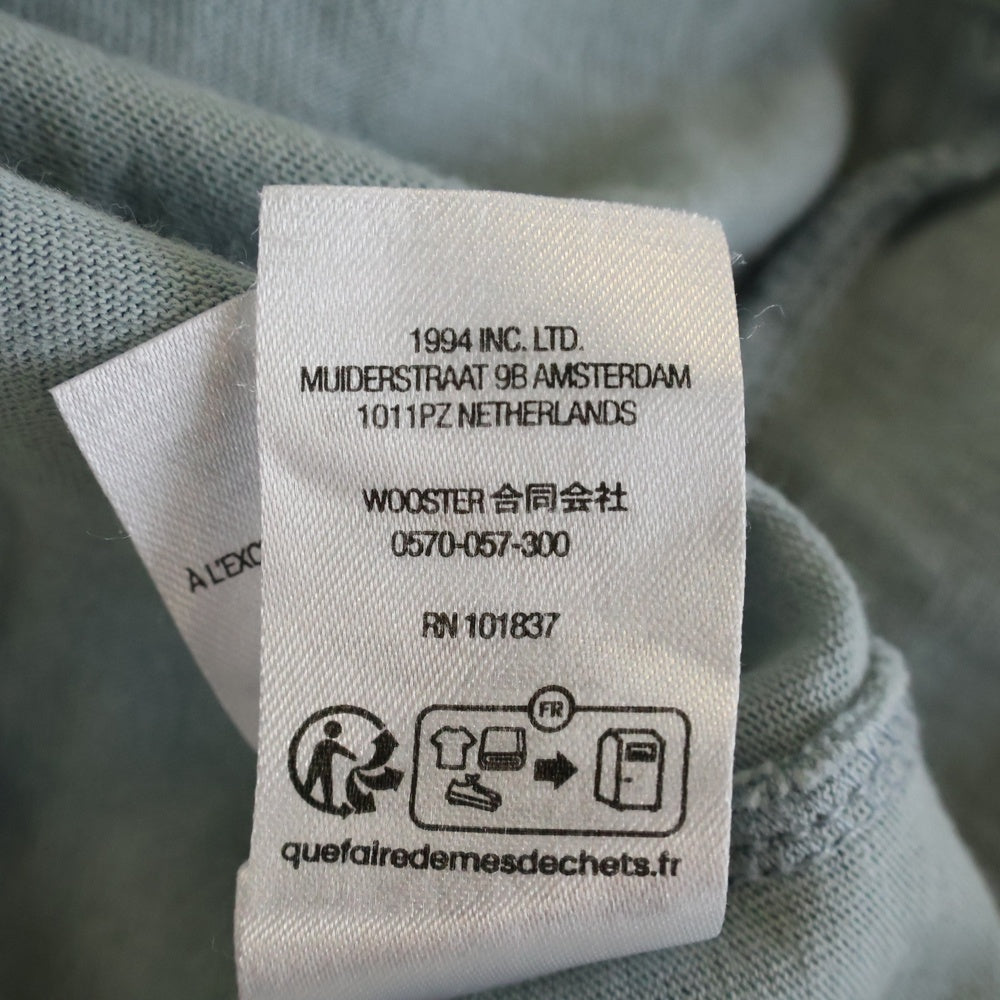 1994 INC. LTD.
MUIDERSTRAAT 9B AMSTERDAM
1011PZ NETHERLANDS
WOOSTER 合同会社
0570-057-300
À L'EXC
RN 101837
FR
quefairedemesdechets.fr